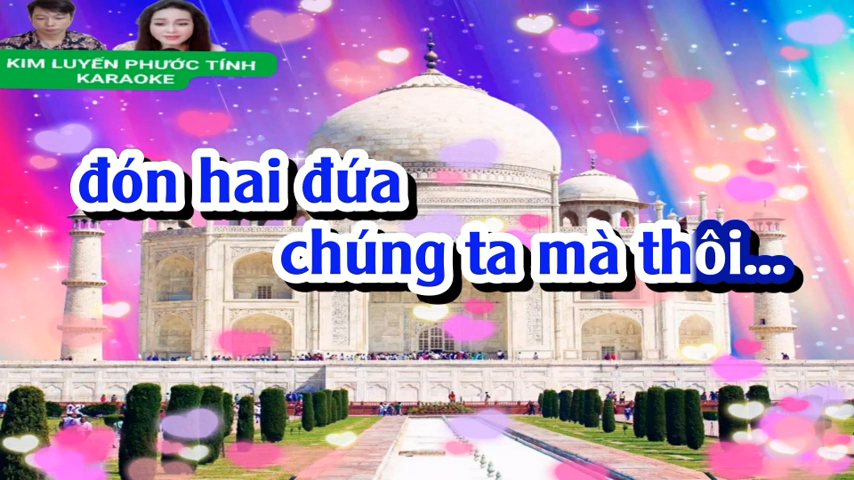 KIM LUYẾN PHƯỚC TÍNH
KARAOKE
đón hai đứa
chúng ta mà thôi...